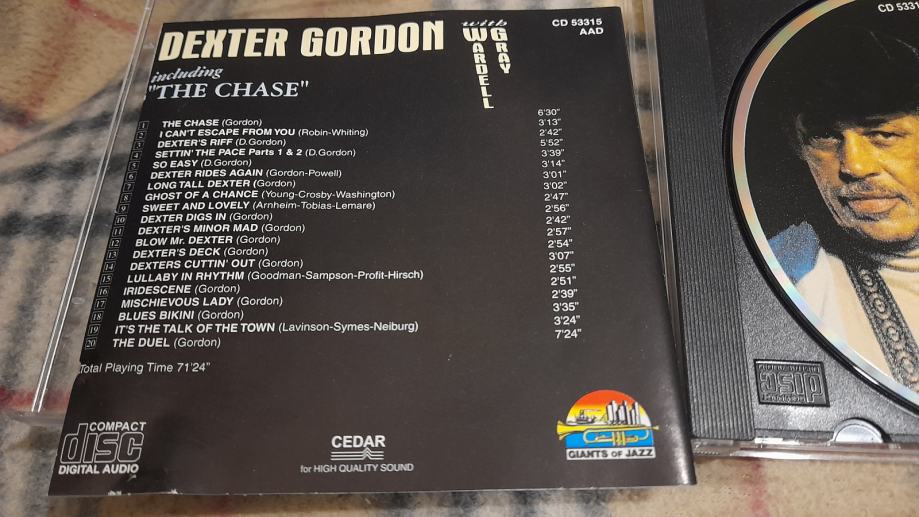 DEXTER GORDON
with
WARDELL
GRAY
CD 53315
AAD
including
"THE CHASE"
1 THE CHASE (Gordon) 6'30"
2 I CAN'T ESCAPE FROM YOU (Robin-Whiting) 3'13"
3 DEXTER'S RIFF (D.Gordon) 2'42"
4 SETTIN' THE PACE Parts 1 & 2 (D.Gordon) 5'52"
5 SO EASY (D.Gordon) 3'39"
6 DEXTER RIDES AGAIN (Gordon-Powell) 3'14"
7 LONG TALL DEXTER (Gordon) 3'01"
8 GHOST OF A CHANCE (Young-Crosby-Washington) 3'02"
9 SWEET AND LOVELY (Arnheim-Tobias-Lemare) 2'47"
10 DEXTER DIGS IN (Gordon) 2'56"
11 DEXTER'S MINOR MAD (Gordon) 2'42"
12 BLOW Mr. DEXTER (Gordon) 2'57"
13 DEXTER'S DECK (Gordon) 2'54"
14 DEXTERS CUTTIN' OUT (Gordon) 3'07"
15 LULLABY IN RHYTHM (Goodman-Sampson-Profit-Hirsch) 2'55"
16 IRIDESCENE (Gordon) 2'51"
17 MISCHIEVOUS LADY (Gordon) 2'39"
18 BLUES BIKINI (Gordon) 3'35"
19 IT'S THE TALK OF THE TOWN (Lavinson-Symes-Neiburg) 3'24"
20 THE DUEL (Gordon) 7'24"
Total Playing Time 71'24"
COMPACT
disc
DIGITAL AUDIO
CEDAR
for HIGH QUALITY SOUND
GIANTS OF JAZZ
CD 5331
disc